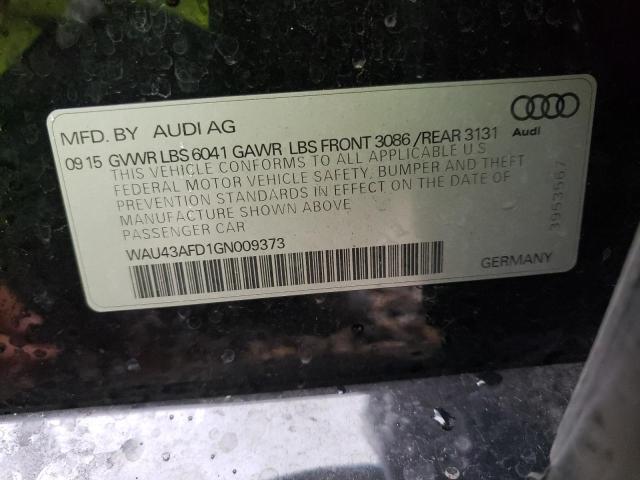 MFD. BY AUDI AG
Audi
09 15 GVWR LBS 6041 GAWR LBS FRONT 3086 /REAR 3131
THIS VEHICLE CONFORMS TO ALL APPLICABLE U.S
FEDERAL MOTOR VEHICLE SAFETY, BUMPER AND THEFT
PREVENTION STANDARDS IN EFFECT ON THE DATE OF
MANUFACTURE SHOWN ABOVE
PASSENGER CAR
WAU43AFD1GN009373
GERMANY
3953567